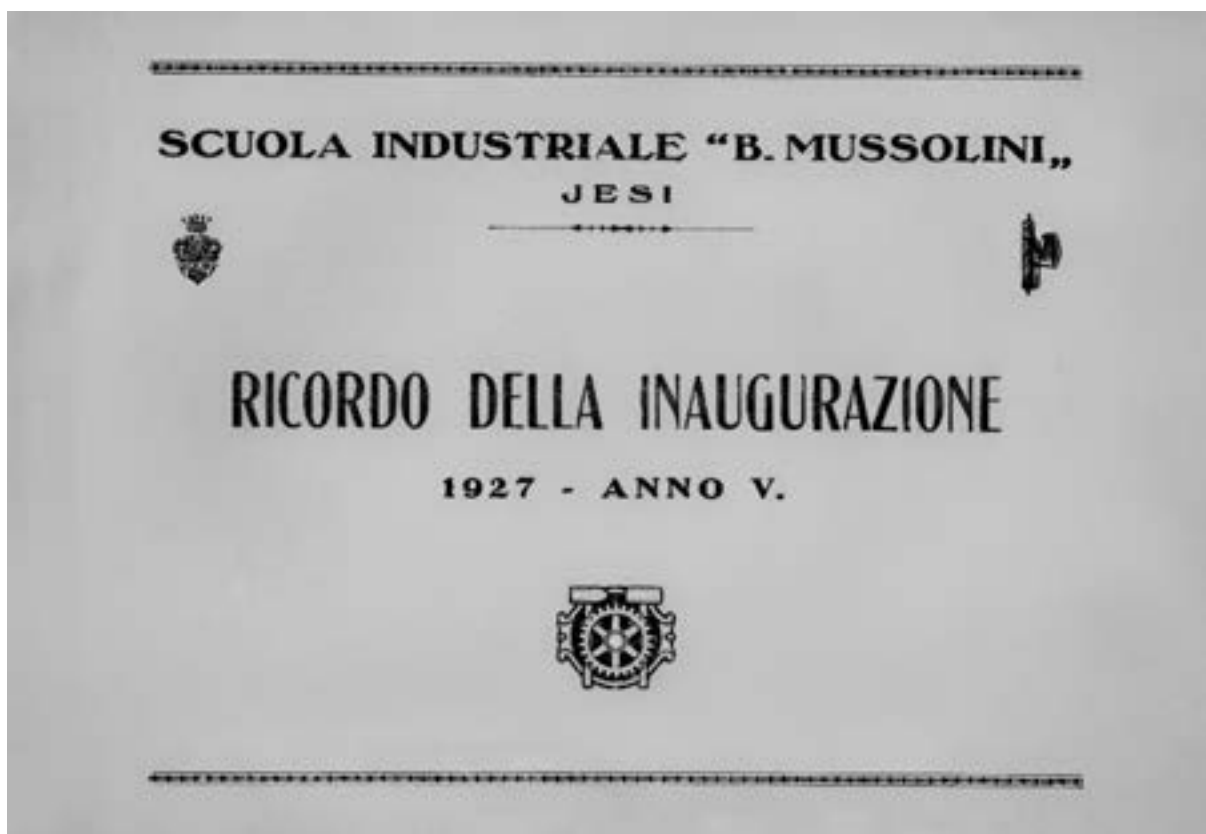 SCUOLA INDUSTRIALE “B. MUSSOLINI„
JESI
RICORDO DELLA INAUGURAZIONE
1927 - ANNO V.